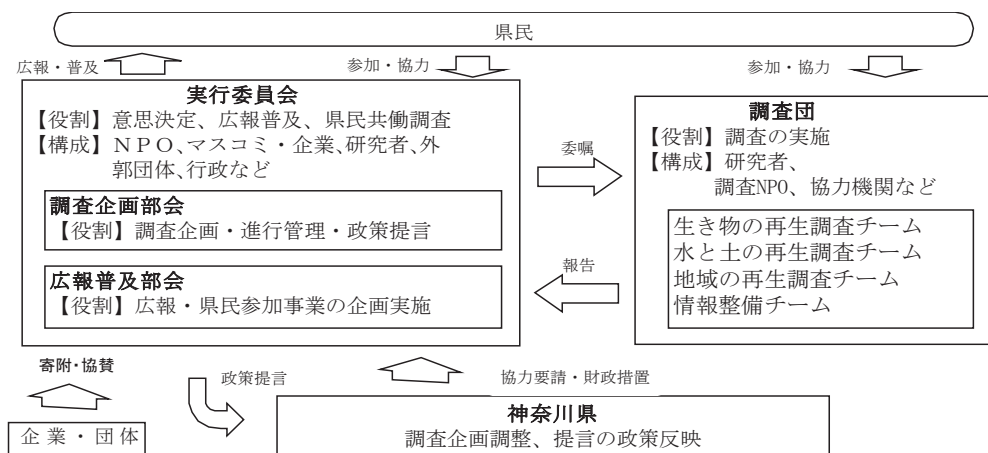 県民
広報・普及
参加・協力
参加・協力
実行委員会
【役割】意思決定、広報普及、県民共働調査
【構成】ＮＰＯ､マスコミ・企業､研究者､外
郭団体､行政など
調査企画部会
【役割】調査企画・進行管理・政策提言
広報普及部会
【役割】広報・県民参加事業の企画実施
委嘱
報告
調査団
【役割】調査の実施
【構成】研究者、
調査NPO、協力機関など
生き物の再生調査チーム
水と土の再生調査チーム
地域の再生調査チーム
情報整備チーム
寄附・協賛
企業・団体
政策提言
協力要請・財政措置
神奈川県
調査企画調整、提言の政策反映